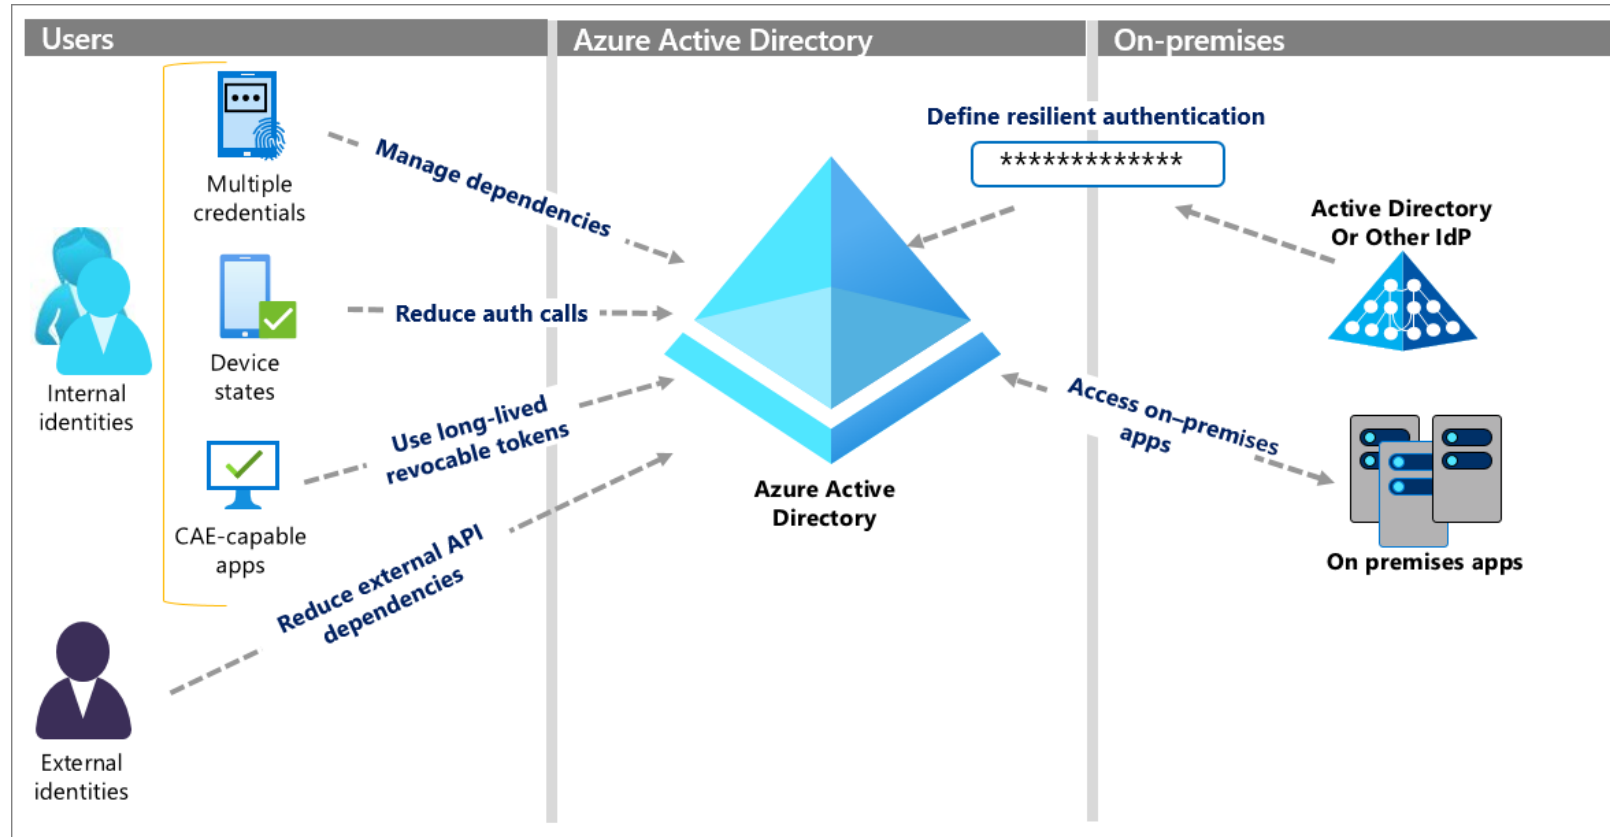 Users
Azure Active Directory
On-premises
Multiple
credentials
Manage dependencies
Define resilient authentication
*************
Active Directory
Or Other IdP
Internal
identities
Device
states
Reduce auth calls
CAE-capable
apps
Use long-lived
revocable tokens
Azure Active
Directory
Access on–premises
apps
On premises apps
External
identities
Reduce external API
dependencies